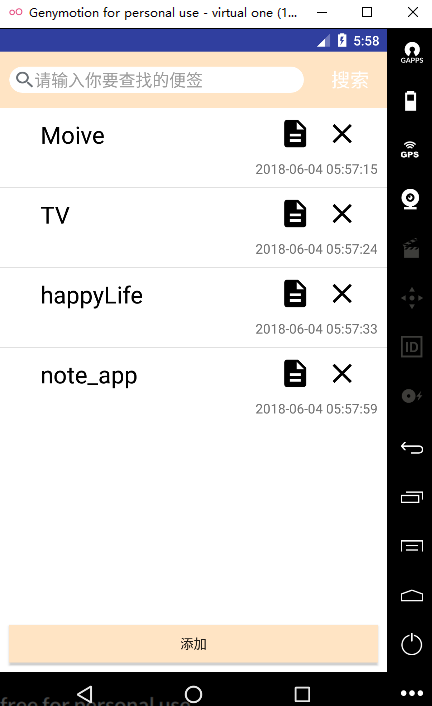 Genymotion for personal use - virtual one (1...
5:58
请输入你要查找的便签
搜索
GAPPS
Moive
2018-06-04 05:57:15
GPS
TV
2018-06-04 05:57:24
happyLife
2018-06-04 05:57:33
ID
note_app
2018-06-04 05:57:59
添加
free for personal use